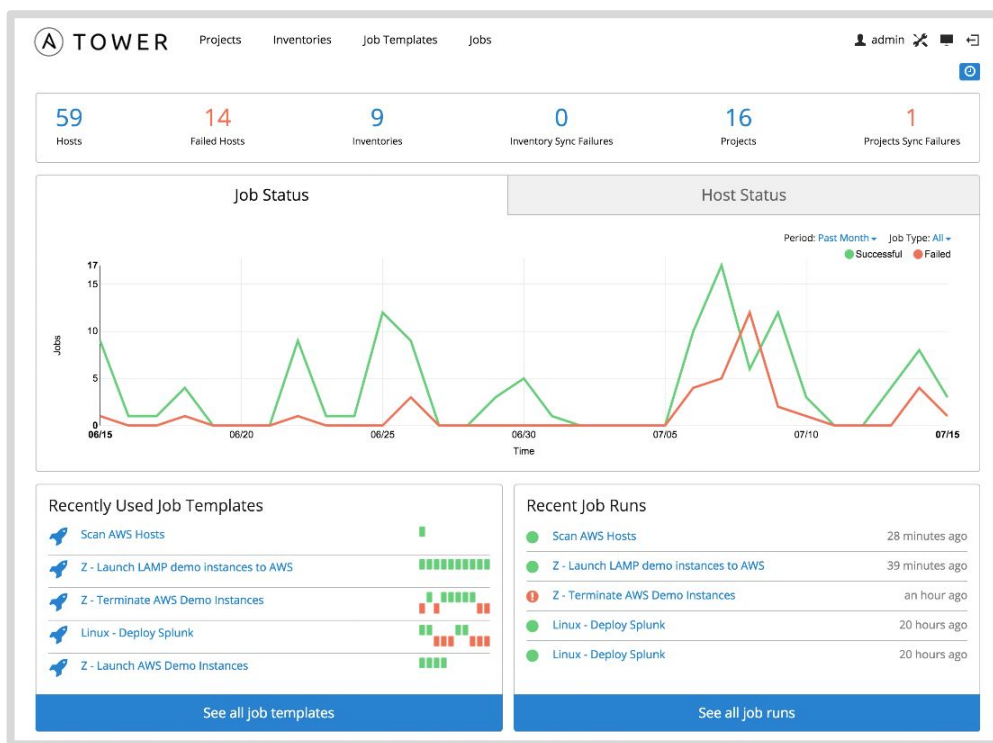 A TOWER Projects Inventories Job Templates Jobs admin
59 14 9 0 16 1
Hosts Failed Hosts Inventories Inventory Sync Failures Projects Projects Sync Failures
Job Status Host Status
Period: Past Month Job Type: All
Successful Failed
17
15
10
5
0
Jobs
06/15 06/20 06/25 06/30 07/05 07/10 07/15
Time
Recently Used Job Templates
Scan AWS Hosts
Z - Launch LAMP demo instances to AWS
Z - Terminate AWS Demo Instances
Linux - Deploy Splunk
Z - Launch AWS Demo Instances
See all job templates
Recent Job Runs
Scan AWS Hosts 28 minutes ago
Z - Launch LAMP demo instances to AWS 39 minutes ago
Z - Terminate AWS Demo Instances an hour ago
Linux - Deploy Splunk 20 hours ago
Linux - Deploy Splunk 20 hours ago
See all job runs